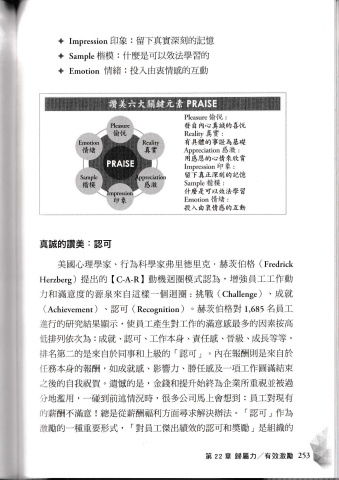 ✦ Impression 印象：留下真實深刻的記憶
✦ Sample 楷模：什麼是可以效法學習的
✦ Emotion 情緒：投入由衷情感的互動
讚美六大關鍵元素 PRAISE
Pleasure
愉悅
Emotion
情緒
Reality
真實
PRAISE
Sample
楷模
Appreciation
感激
Impression
印象
Pleasure 愉悅：
發自內心真誠的喜悅
Reality 真實：
有具體的事證為基礎
Appreciation 感激：
用感恩的心情來欣賞
Impression 印象：
留下真正深刻的記憶
Sample 楷模：
什麼是可以效法學習
Emotion 情緒：
投入由衷情感的互動
真誠的讚美：認可
美國心理學家、行為科學家弗里德里克．赫茨伯格（Fredrick
Herzberg）提出的【C-A-R】動機迴圈模式認為，增強員工工作動
力和滿意度的源泉來自這樣一個迴圈：挑戰（Challenge）、成就
（Achievement）、認可（Recognition）。赫茨伯格對 1,685 名員工
進行的研究結果顯示，使員工產生對工作的滿意感最多的因素按高
低排列依次為：成就、認可、工作本身、責任感、晉級、成長等等。
排名第二的是來自於同事和上級的「認可」。內在報酬則是來自於
任務本身的報酬，如成就感、影響力、勝任感及一項工作圓滿結束
之後的自我祝賀。遺憾的是，金錢和提升始終為企業所重視並被過
分地濫用，一碰到前述情況時，很多公司馬上會想到：員工對現有
的薪酬不滿意！總是從薪酬福利方面尋求解決辦法。「認可」作為
激勵的一種重要形式，「對員工傑出績效的認可和獎勵」是組織的
第 22 章 歸屬力／有效激勵 253